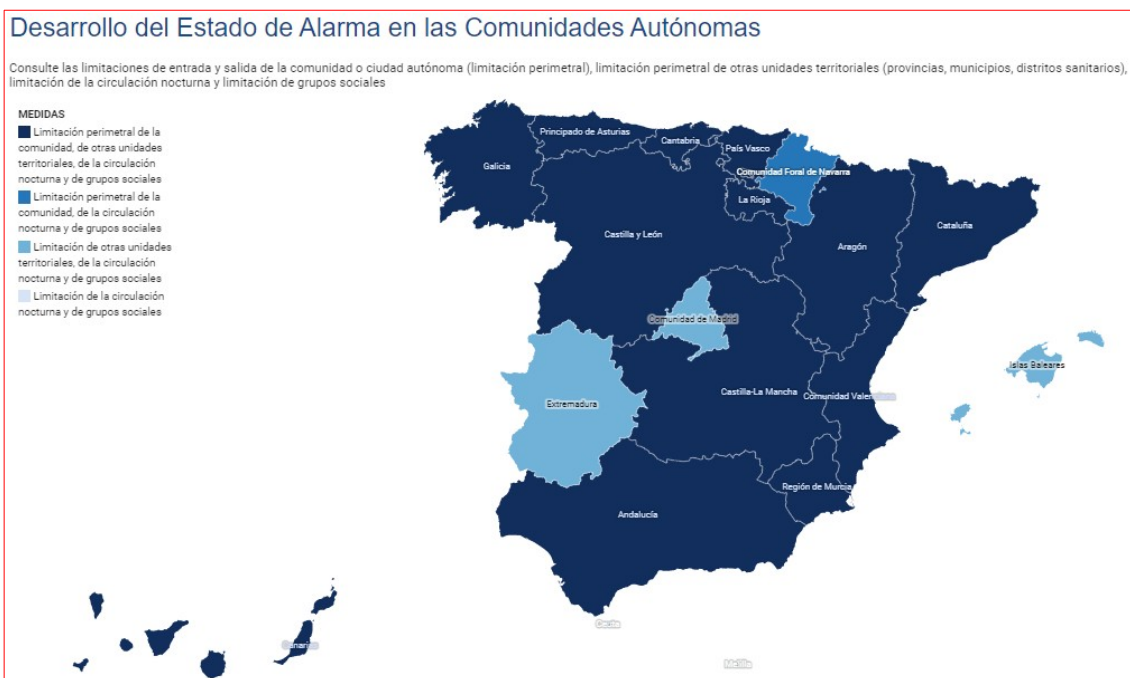 Desarrollo del Estado de Alarma en las Comunidades Autónomas
Consulte las limitaciones de entrada y salida de la comunidad o ciudad autónoma (limitación perimetral), limitación perimetral de otras unidades territoriales (provincias, municipios, distritos sanitarios),
limitación de la circulación nocturna y limitación de grupos sociales
MEDIDAS
Limitación perimetral de la
comunidad, de otras unidades
territoriales, de la circulación
nocturna y de grupos sociales
Limitación perimetral de la
comunidad, de la circulación
nocturna y de grupos sociales
Limitación de otras unidades
territoriales, de la circulación
nocturna y de grupos sociales
Limitación de la circulación
nocturna y de grupos sociales
Principado de Asturias
Cantabria
País Vasco
Galicia
Comunidad Foral de Navarra
La Rioja
Cataluña
Castilla y León
Aragón
Comunidad de Madrid
Islas Baleares
Castilla-La Mancha
Comunidad Valenciana
Extremadura
Región de Murcia
Andalucía
Ceuta
Canarias
Melilla